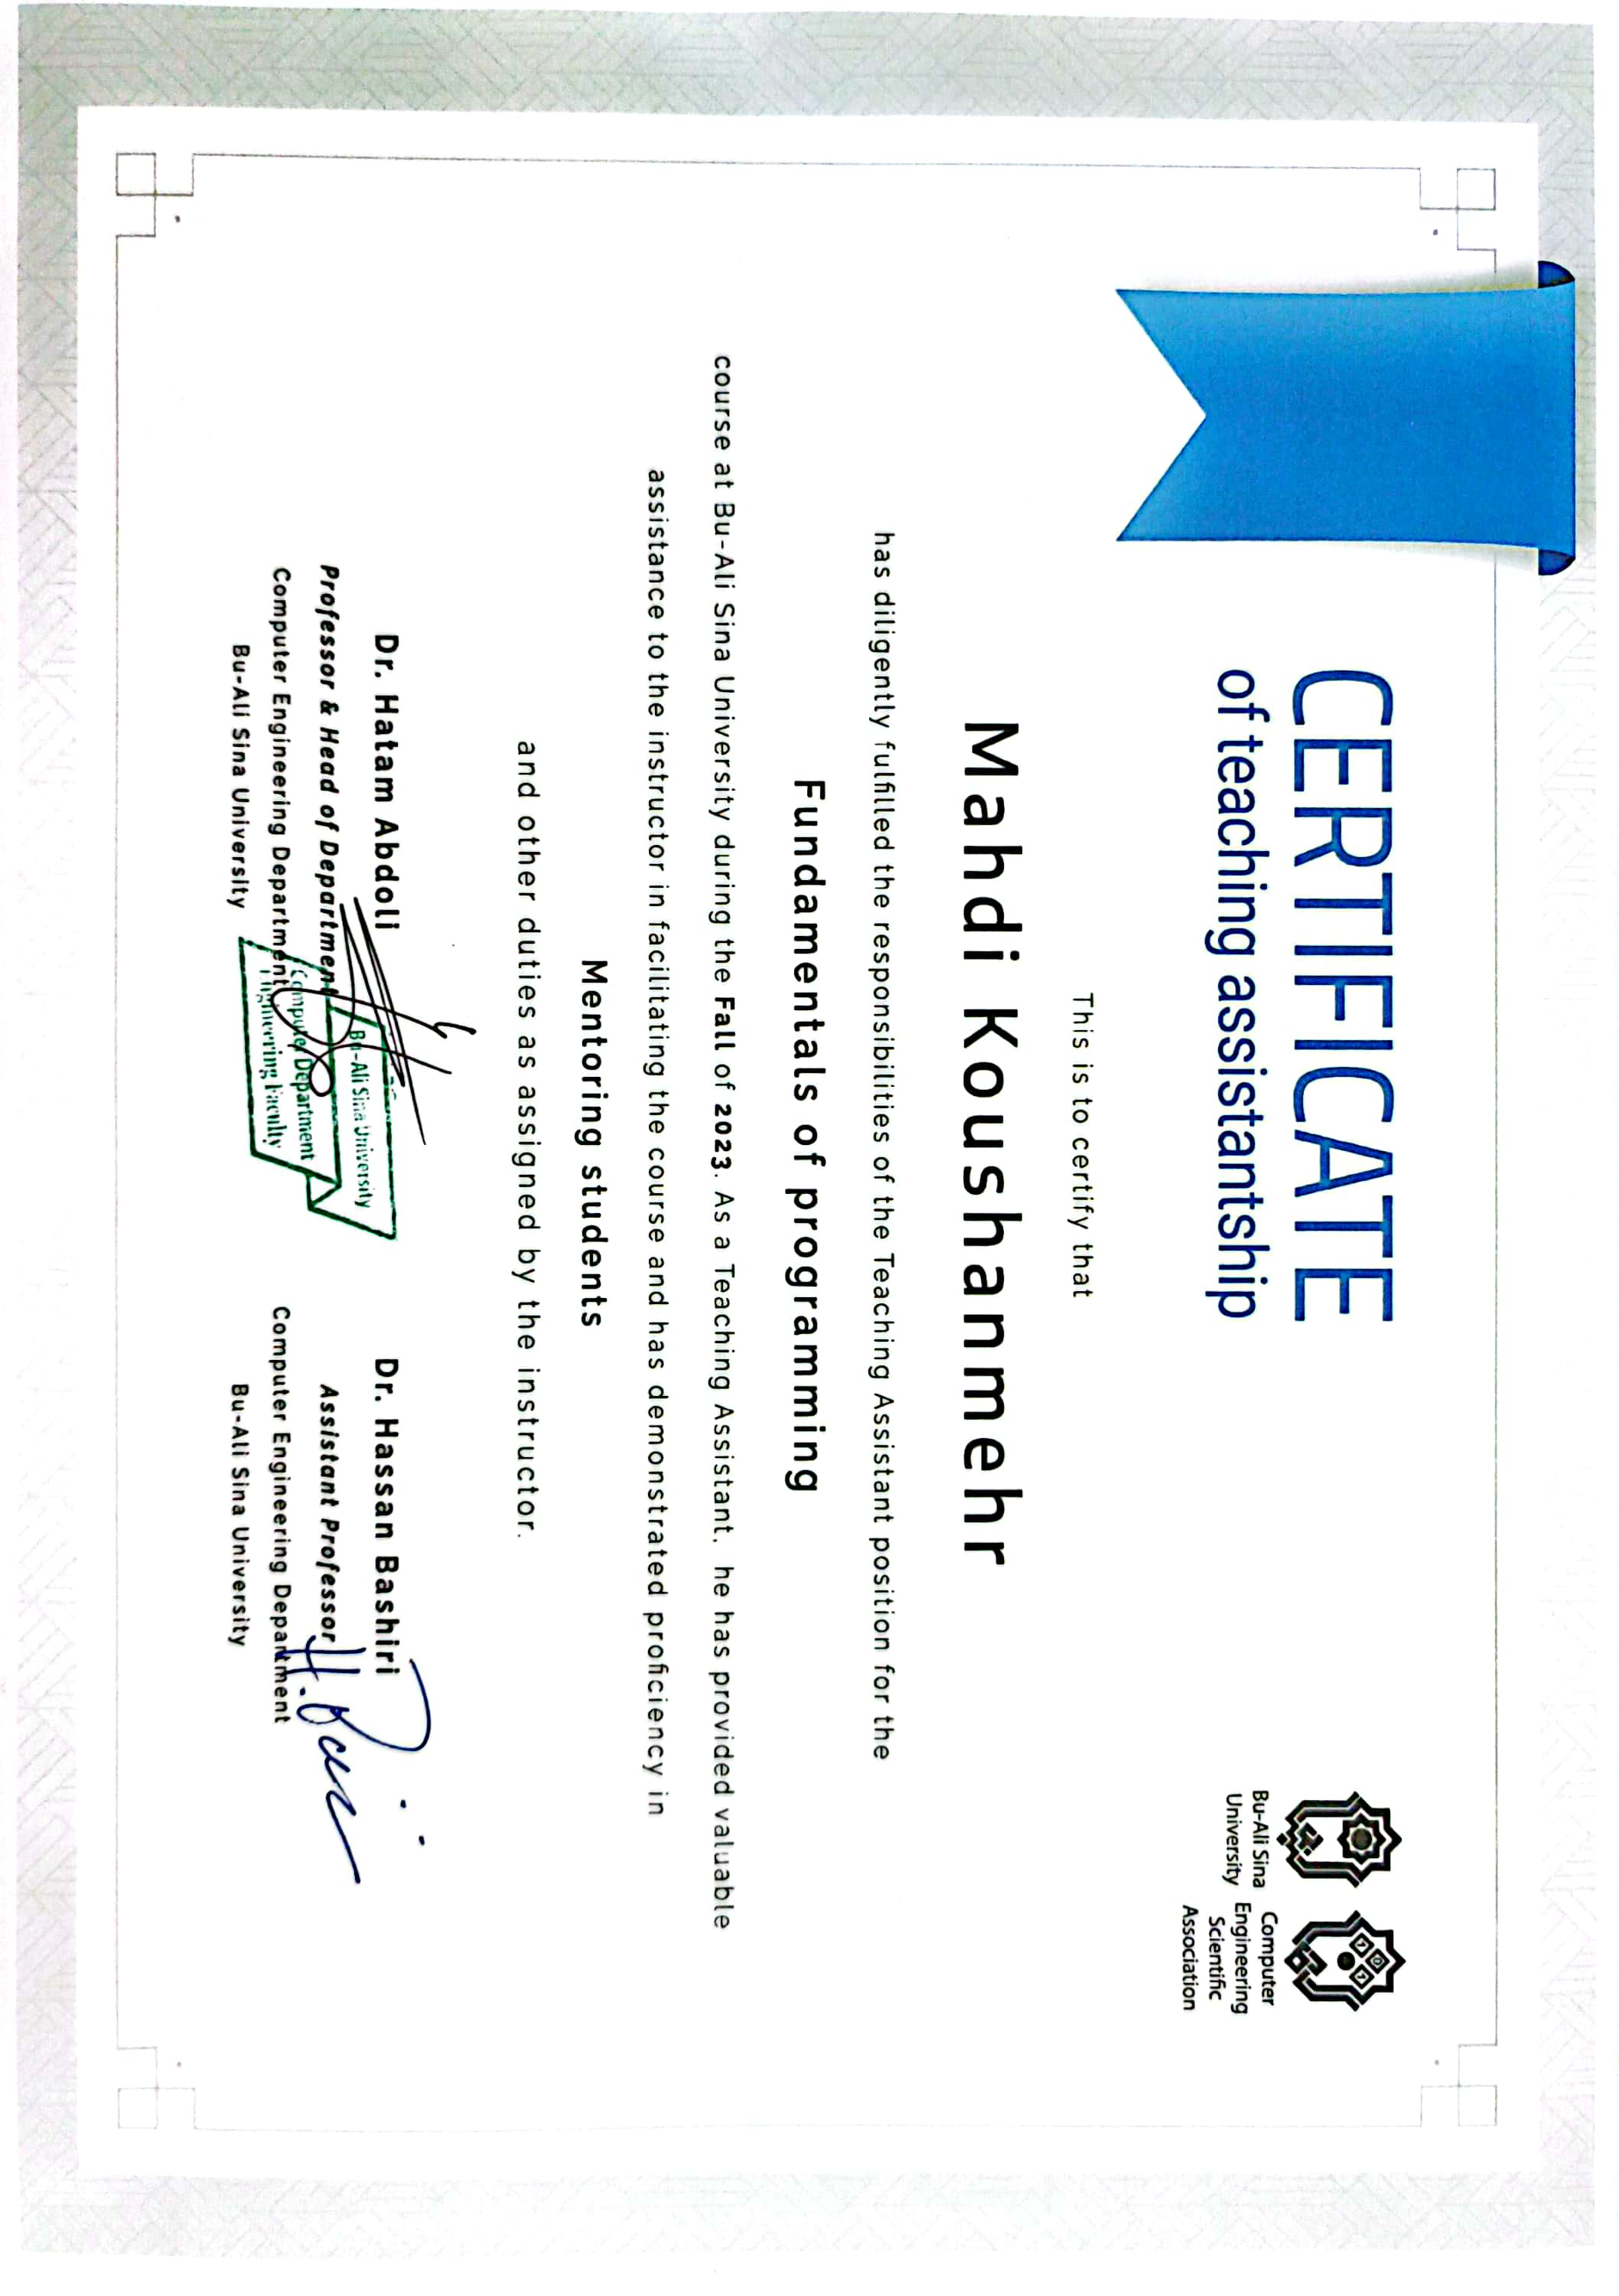 CERTIFICATE
of teaching assistantship
Bu-Ali Sina
University
Computer
Engineering
Scientific
Association
This is to certify that
Mahdi Koushanmehr
has diligently fulfilled the responsibilities of the Teaching Assistant position for the
Fundamentals of programming
course at Bu-Ali Sina University during the Fall of 2023. As a Teaching Assistant, he has provided valuable
assistance to the instructor in facilitating the course and has demonstrated proficiency in
Mentoring students
and other duties as assigned by the instructor.
Dr. Hatam Abdoli
Professor & Head of Department
Computer Engineering Department
Bu-Ali Sina University
Bu-Ali Sina University
Computer Department
Engineering Faculty
Dr. Hassan Bashiri
Assistant Professor
Computer Engineering Department
Bu-Ali Sina University